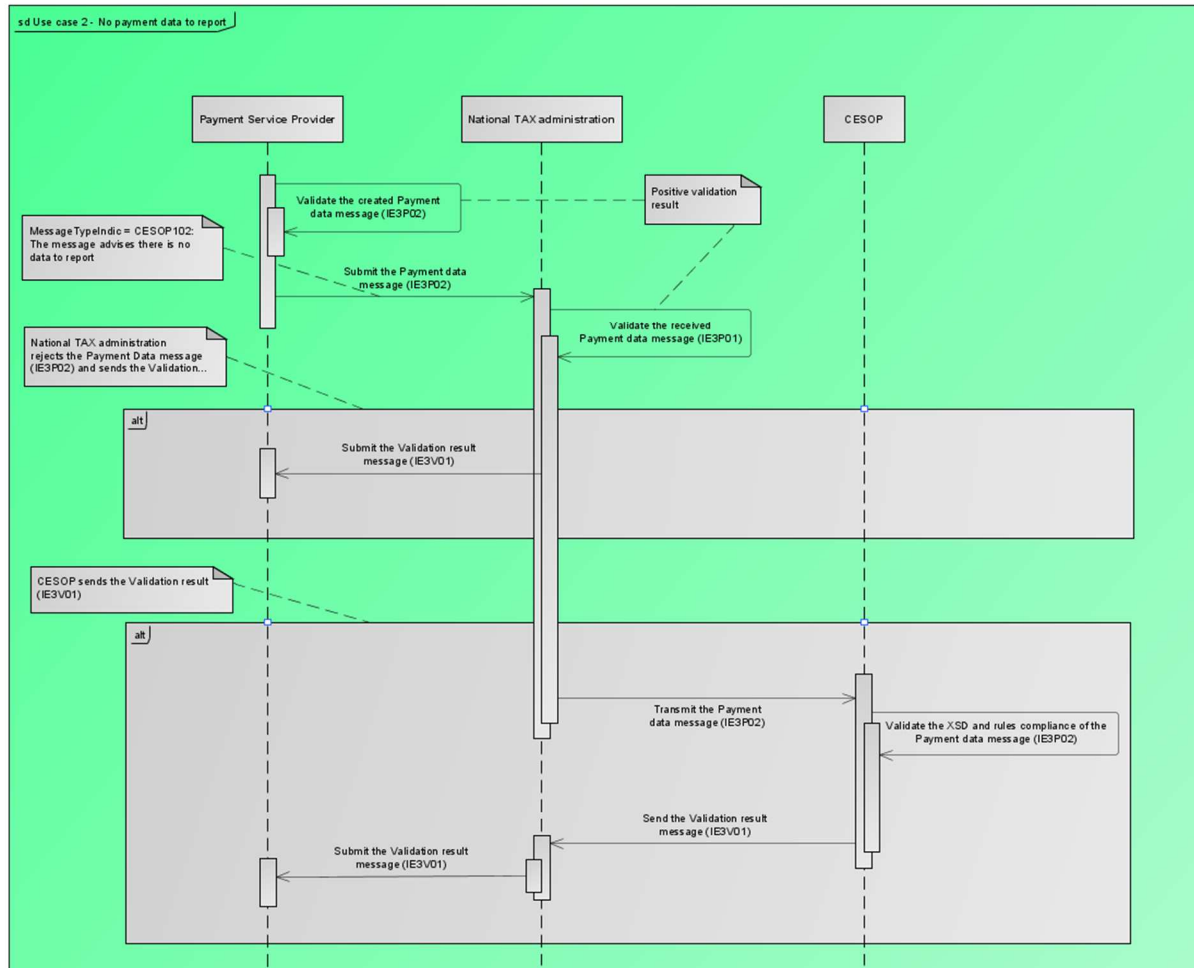 sd Use case 2 - No payment data to report
Payment Service Provider
National TAX administration
CESOP
Validate the created Payment
data message (IE3P02)
Positive validation
result
MessageTypeIndic = CESOP102:
The message advises there is no
data to report
Submit the Payment data
message (IE3P02)
Validate the received
Payment data message (IE3P01)
National TAX administration
rejects the Payment Data message
(IE3P02) and sends the Validation...
alt
Submit the Validation result
message (IE3V01)
CESOP sends the Validation result
(IE3V01)
alt
Transmit the Payment
data message (IE3P02)
Validate the XSD and rules compliance of the
Payment data message (IE3P02)
Send the Validation result
message (IE3V01)
Submit the Validation result
message (IE3V01)